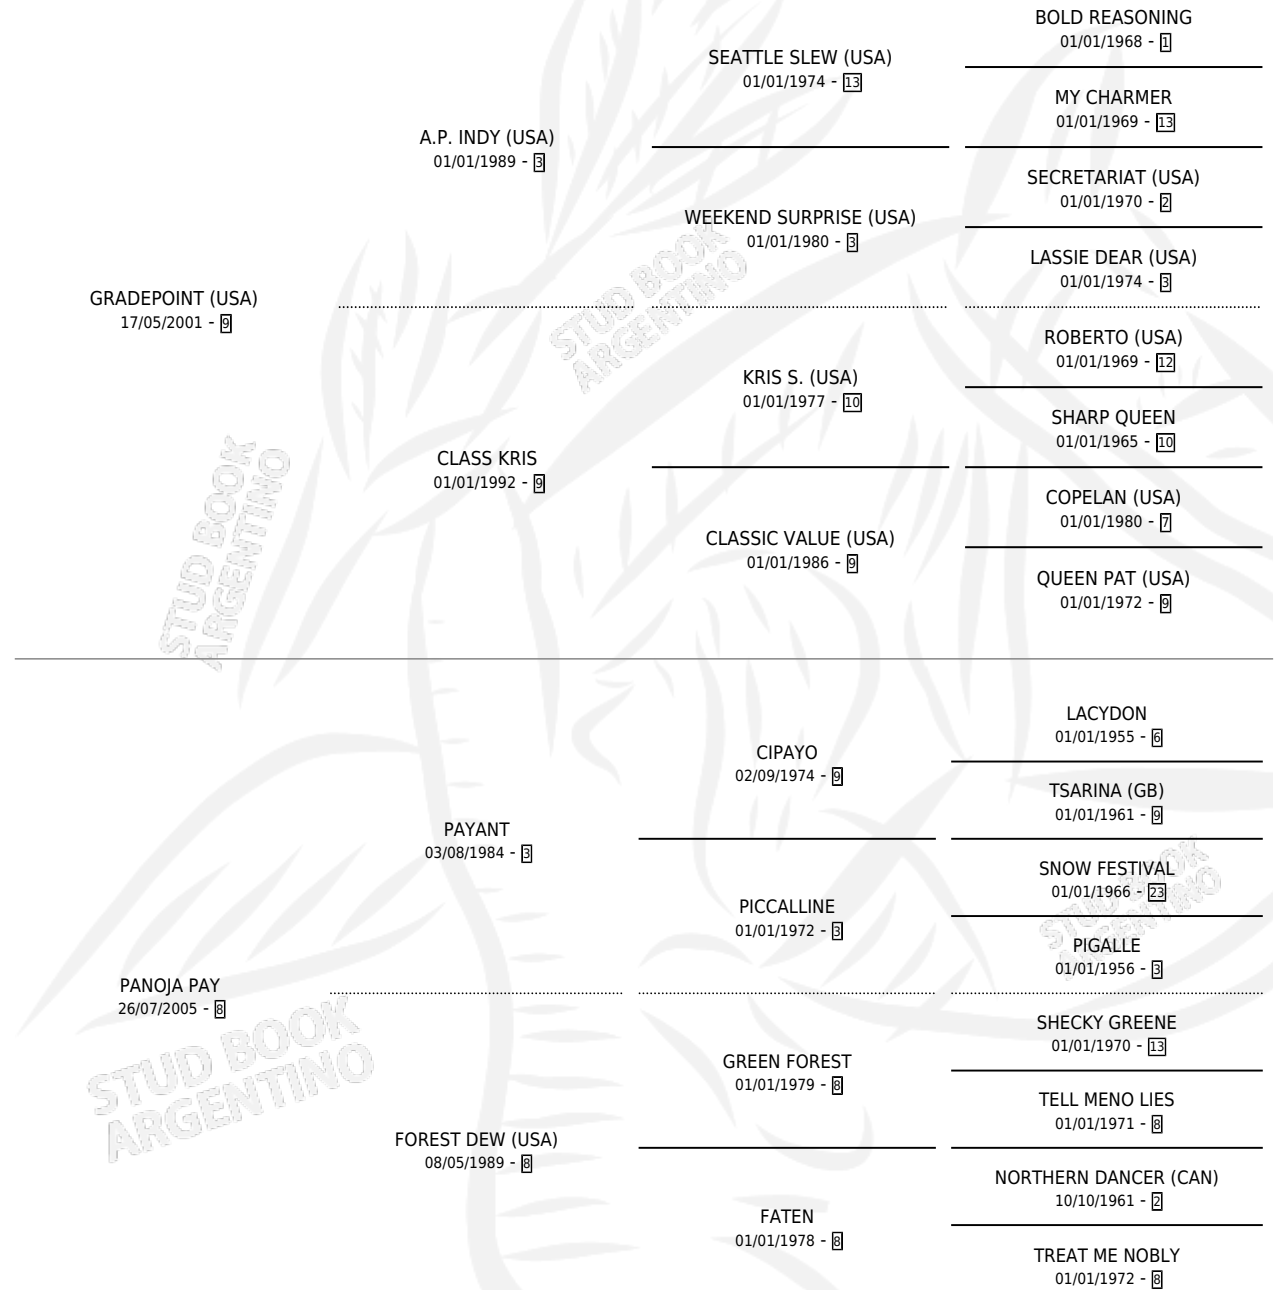 BOLD REASONING
01/01/1968 - 1
SEATTLE SLEW (USA)
01/01/1974 - 13
MY CHARMER
01/01/1969 - 13
A.P. INDY (USA)
01/01/1989 - 3
SECRETARIAT (USA)
01/01/1970 - 2
WEEKEND SURPRISE (USA)
01/01/1980 - 3
LASSIE DEAR (USA)
01/01/1974 - 3
GRADEPOINT (USA)
17/05/2001 - 9
ROBERTO (USA)
01/01/1969 - 12
KRIS S. (USA)
01/01/1977 - 10
SHARP QUEEN
01/01/1965 - 10
CLASS KRIS
01/01/1992 - 9
COPELAN (USA)
01/01/1980 - 7
CLASSIC VALUE (USA)
01/01/1986 - 9
QUEEN PAT (USA)
01/01/1972 - 9
LACYDON
01/01/1955 - 6
CIPAYO
02/09/1974 - 9
TSARINA (GB)
01/01/1961 - 9
PAYANT
03/08/1984 - 3
SNOW FESTIVAL
01/01/1966 - 23
PICCALLINE
01/01/1972 - 3
PIGALLE
01/01/1956 - 3
PANOJA PAY
26/07/2005 - 8
SHECKY GREENE
01/01/1970 - 13
GREEN FOREST
01/01/1979 - 8
TELL MENO LIES
01/01/1971 - 8
FOREST DEW (USA)
08/05/1989 - 8
NORTHERN DANCER (CAN)
10/10/1961 - 2
FATEN
01/01/1978 - 8
TREAT ME NOBLY
01/01/1972 - 8
STUD BOOK
ARGENTINO
STUD BOOK
ARGENTINO
STUD BOOK
ARGENTINO
STUD BOOK
ARGENTINO